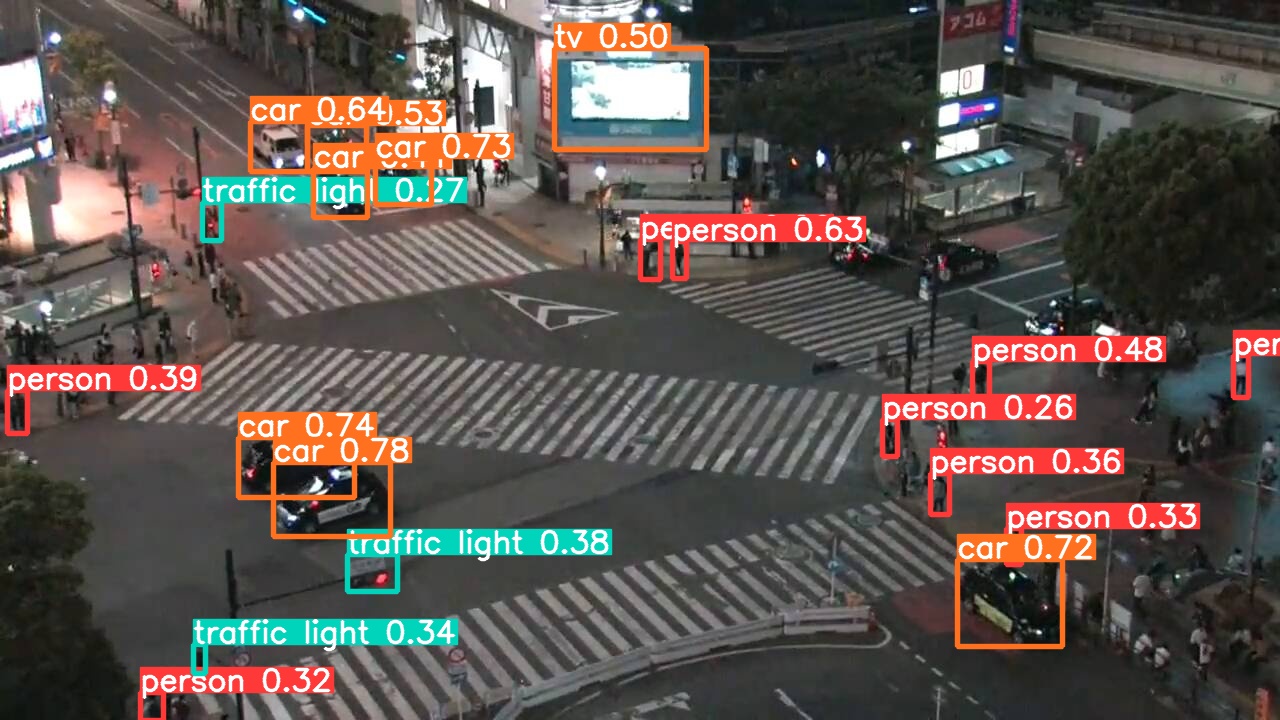 アコム
tv 0.50
car 0.64
0.53
car
car 0.73
traffic light 0.27
person 0.63
person 0.48
per
person 0.39
person 0.26
car 0.74
car 0.78
person 0.36
person 0.33
traffic light 0.38
car 0.72
traffic light 0.34
person 0.32